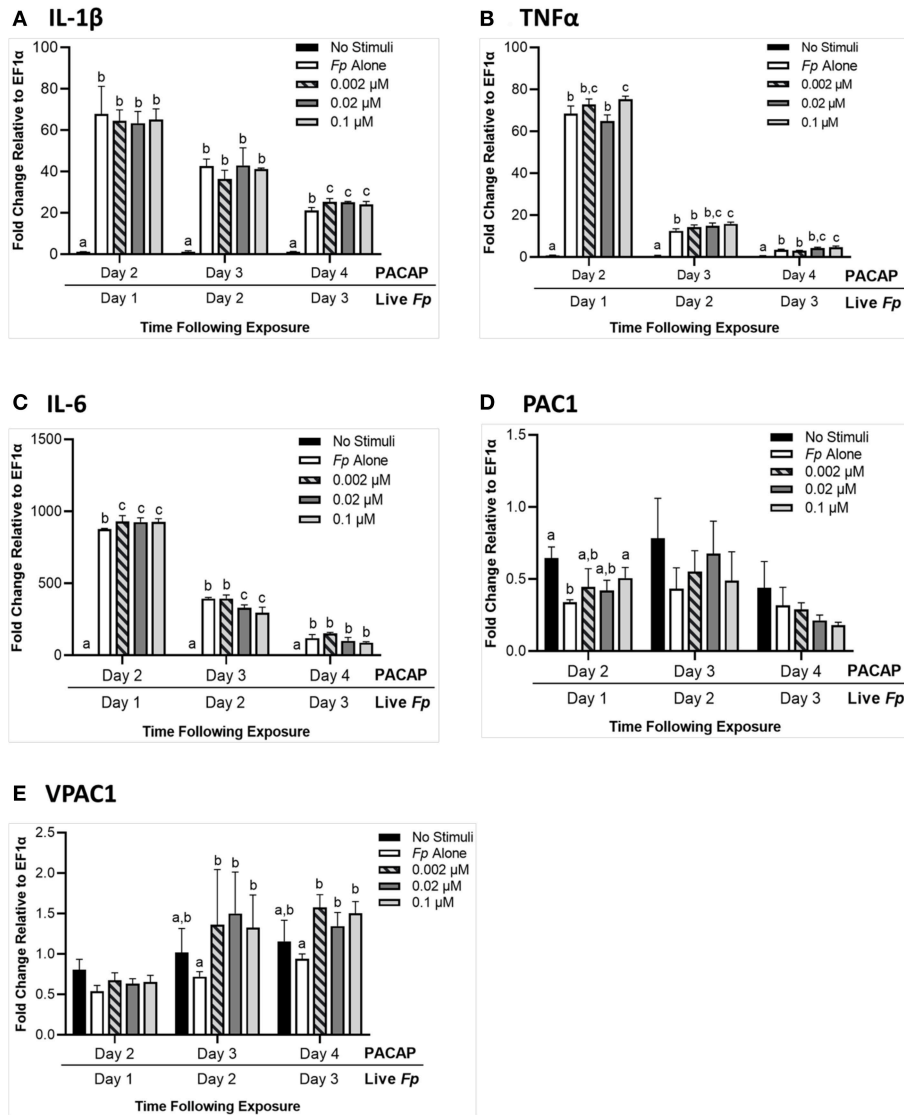 A IL-1β
Fold Change Relative to EF1α
100
80
60
40
20
0
No Stimuli
Fp Alone
0.002 µM
0.02 µM
0.1 µM
a b b b b
a b b b b
a b c c c
Day 2 Day 3 Day 4 PACAP
Day 1 Day 2 Day 3 Live Fp
Time Following Exposure
B TNFα
Fold Change Relative to EF1α
100
80
60
40
20
0
No Stimuli
Fp Alone
0.002 µM
0.02 µM
0.1 µM
a b b,c b c
a b b b,c c
a b b b,c c
Day 2 Day 3 Day 4 PACAP
Day 1 Day 2 Day 3 Live Fp
Time Following Exposure
C IL-6
Fold Change Relative to EF1α
1500
1000
500
0
No Stimuli
Fp Alone
0.002 µM
0.02 µM
0.1 µM
a b c c c
a b b c c
a b b b b
Day 2 Day 3 Day 4 PACAP
Day 1 Day 2 Day 3 Live Fp
Time Following Exposure
D PAC1
Fold Change Relative to EF1α
1.5
1.0
0.5
0.0
No Stimuli
Fp Alone
0.002 µM
0.02 µM
0.1 µM
a b a,b a,b a
Day 2 Day 3 Day 4 PACAP
Day 1 Day 2 Day 3 Live Fp
Time Following Exposure
E VPAC1
Fold Change Relative to EF1α
2.5
2.0
1.5
1.0
0.5
0.0
No Stimuli
Fp Alone
0.002 µM
0.02 µM
0.1 µM
a,b a b b b
a,b a b b b
Day 2 Day 3 Day 4 PACAP
Day 1 Day 2 Day 3 Live Fp
Time Following Exposure